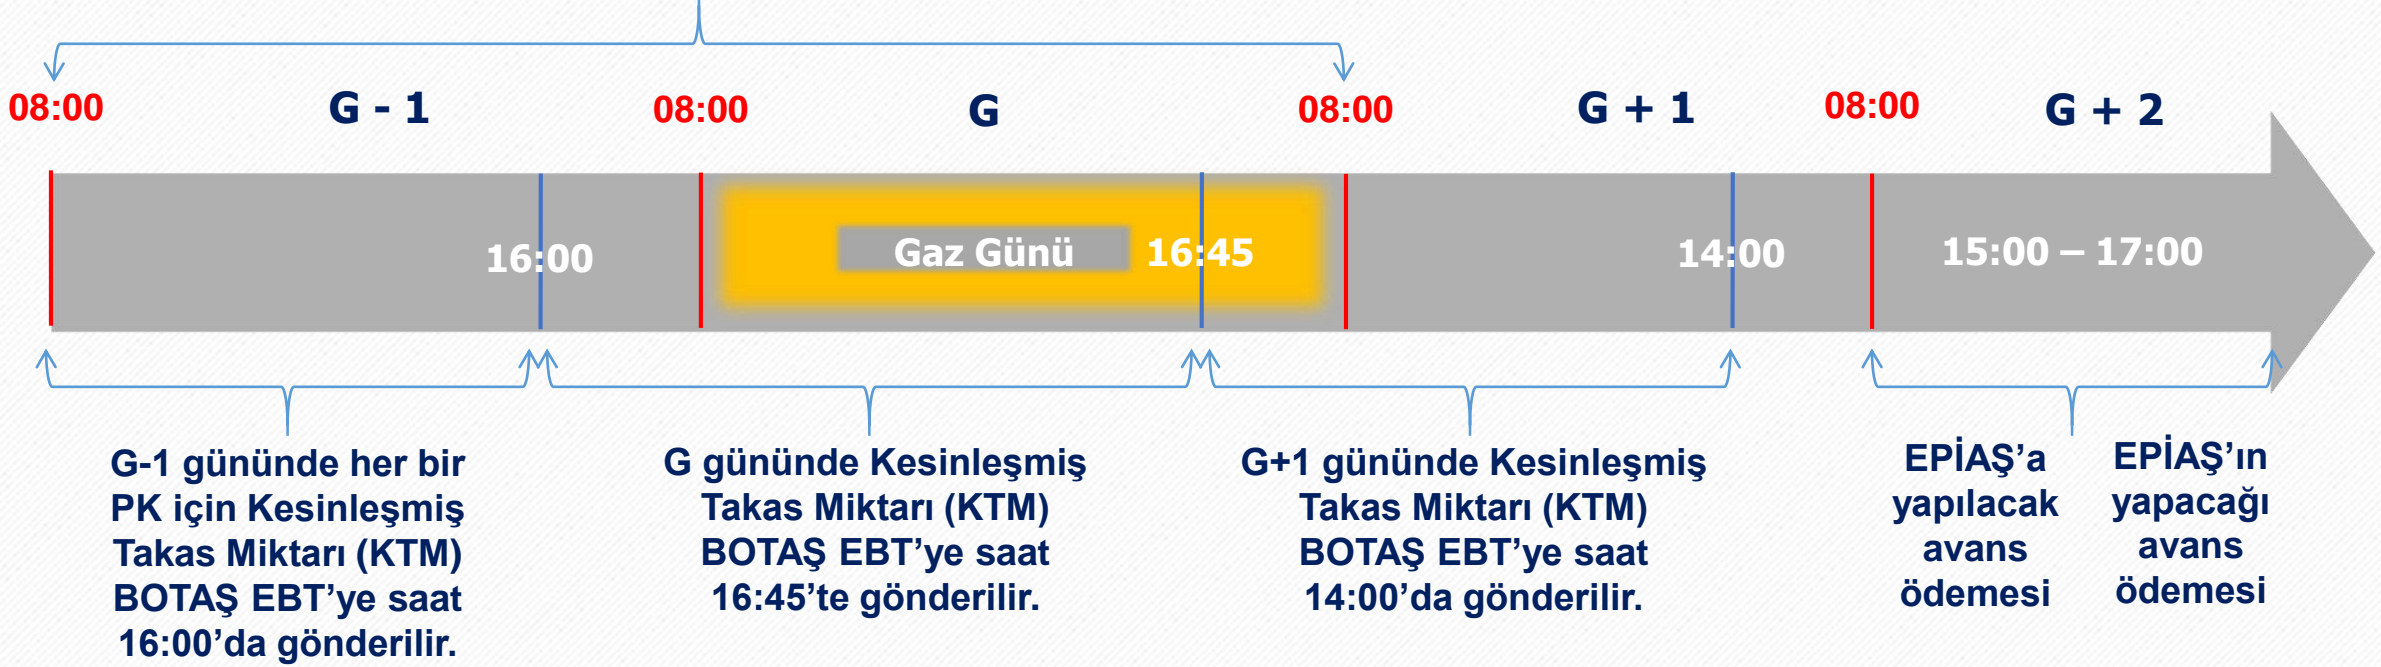 08:00
G - 1
08:00
G
08:00
G + 1
08:00
G + 2
16:00
Gaz Günü
16:45
14:00
15:00 – 17:00
G-1 gününde her bir
PK için Kesinleşmiş
Takas Miktarı (KTM)
BOTAŞ EBT’ye saat
16:00’da gönderilir.
G gününde Kesinleşmiş
Takas Miktarı (KTM)
BOTAŞ EBT’ye saat
16:45’te gönderilir.
G+1 gününde Kesinleşmiş
Takas Miktarı (KTM)
BOTAŞ EBT’ye saat
14:00’da gönderilir.
EPİAŞ’a
yapılacak
avans
ödemesi
EPİAŞ’ın
yapacağı
avans
ödemesi